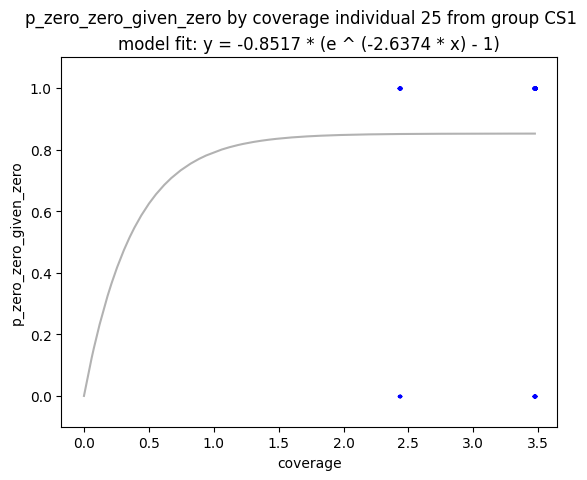 p_zero_zero_given_zero by coverage individual 25 from group CS1
model fit: y = -0.8517 * (e ^ (-2.6374 * x) - 1)
1.0
0.8
0.6
0.4
0.2
0.0
p_zero_zero_given_zero
0.0 0.5 1.0 1.5 2.0 2.5 3.0 3.5
coverage